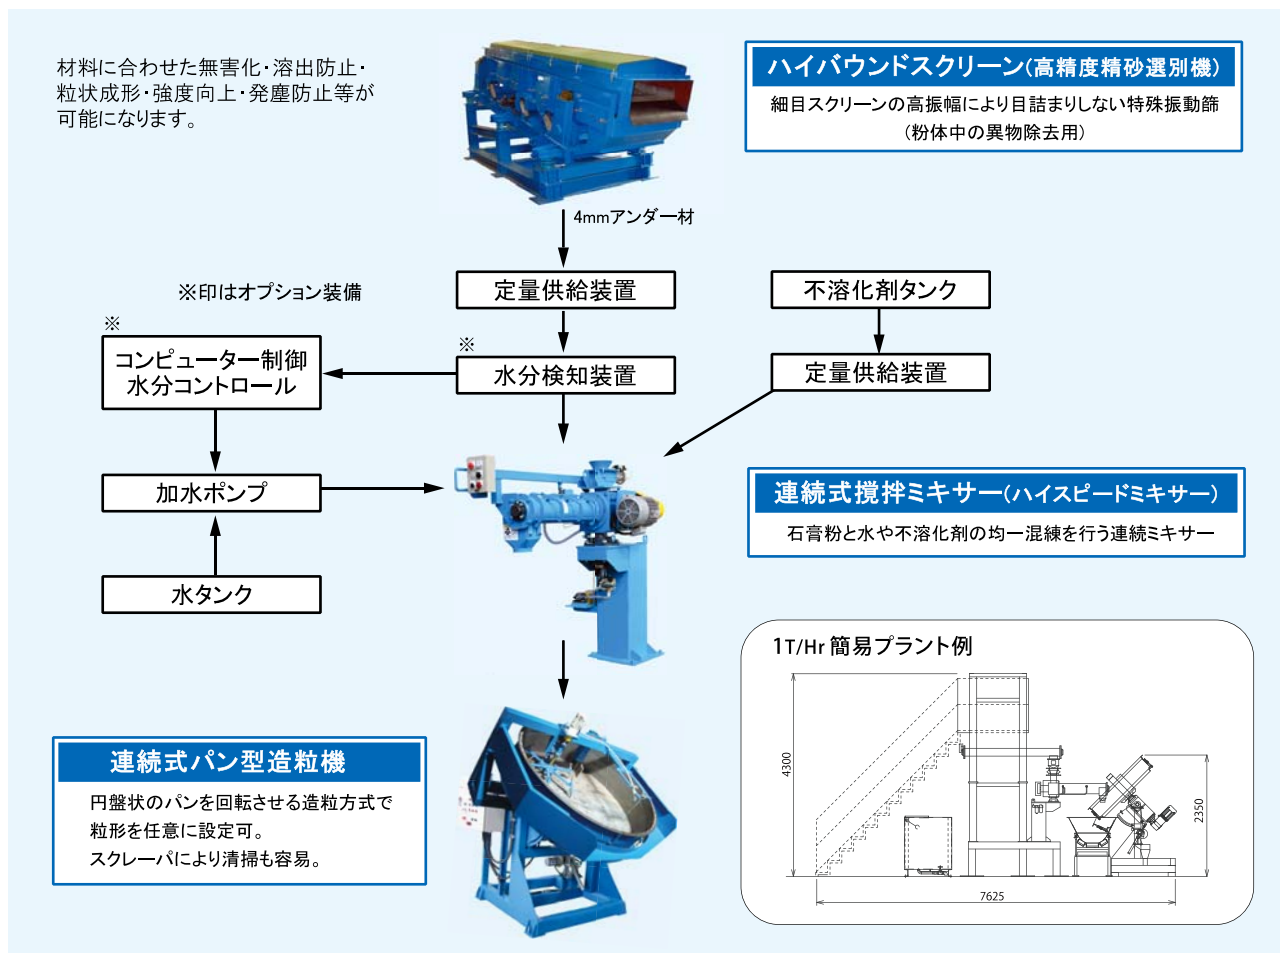 材料に合わせた無害化・溶出防止・
粒状成形・強度向上・発塵防止等が
可能になります。
ハイバウンドスクリーン(高精度精砂選別機)
細目スクリーンの高振幅により目詰まりしない特殊振動篩
(粉体中の異物除去用)
4mmアンダー材
※印はオプション装備
定量供給装置
不溶化剤タンク
※
コンピューター制御
水分コントロール
※
水分検知装置
定量供給装置
加水ポンプ
水タンク
連続式撹拌ミキサー(ハイスピードミキサー)
石膏粉と水や不溶化剤の均一混練を行う連続ミキサー
連続式パン型造粒機
円盤状のパンを回転させる造粒方式で
粒形を任意に設定可。
スクレーパにより清掃も容易。
1T/Hr 簡易プラント例
4300
2350
7625